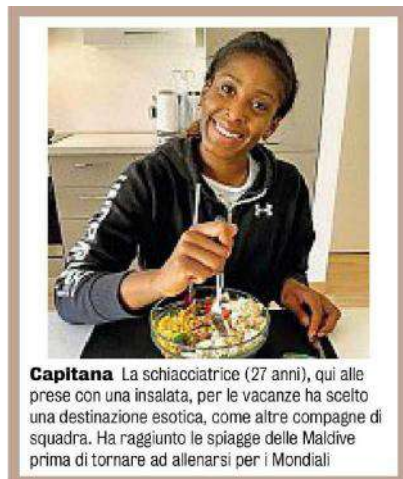 Capitana La schiacciatrice (27 anni), qui alle
prese con una insalata, per le vacanze ha scelto
una destinazione esotica, come altre compagne di
squadra. Ha raggiunto le spiagge delle Maldive
prima di tornare ad allenarsi per i Mondiali